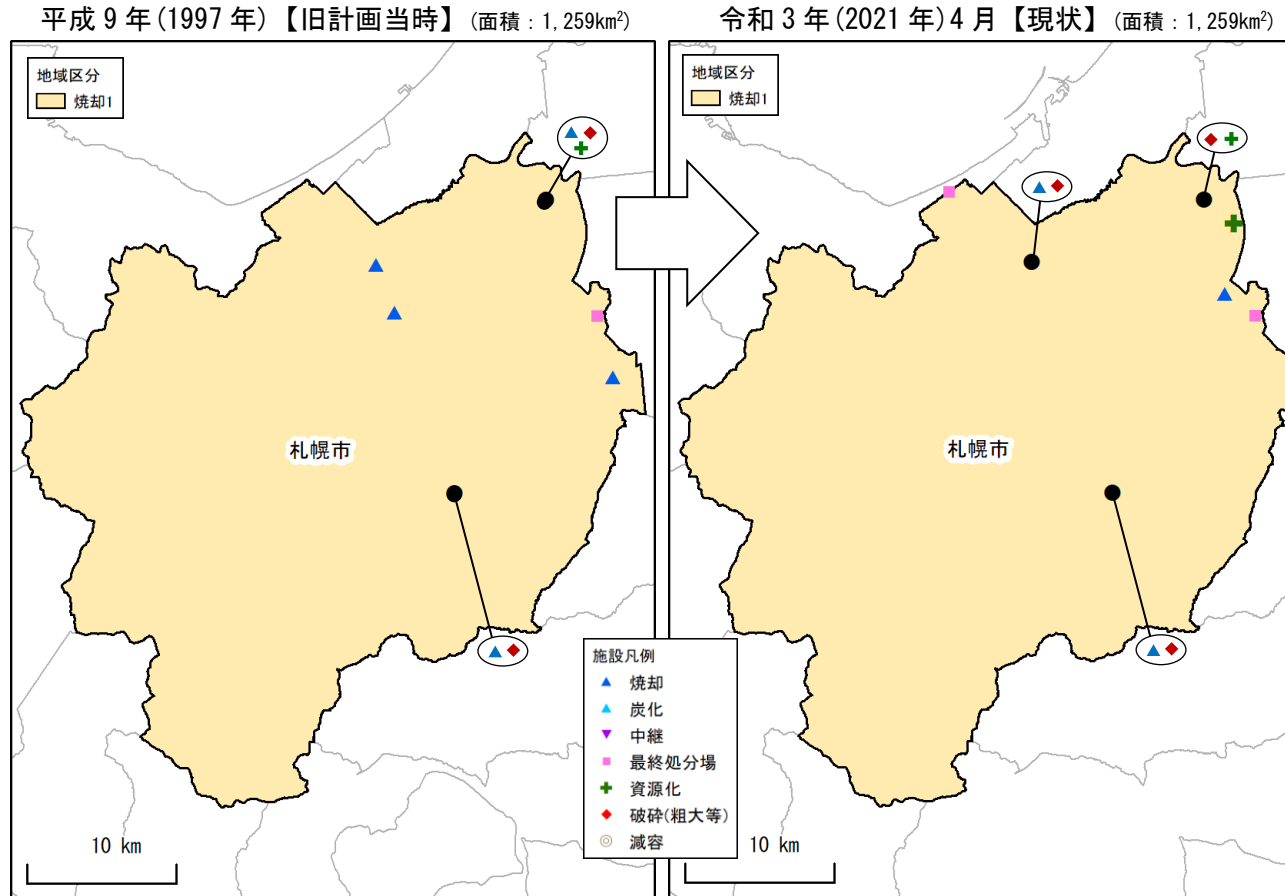 平成 9 年(1997 年)【旧計画当時】 (面積：1,259km²)
地域区分
焼却1
札幌市
10 km
令和 3 年(2021 年)4 月【現状】 (面積：1,259km²)
地域区分
焼却1
札幌市
10 km
施設凡例
焼却
炭化
中継
最終処分場
資源化
破砕(粗大等)
減容